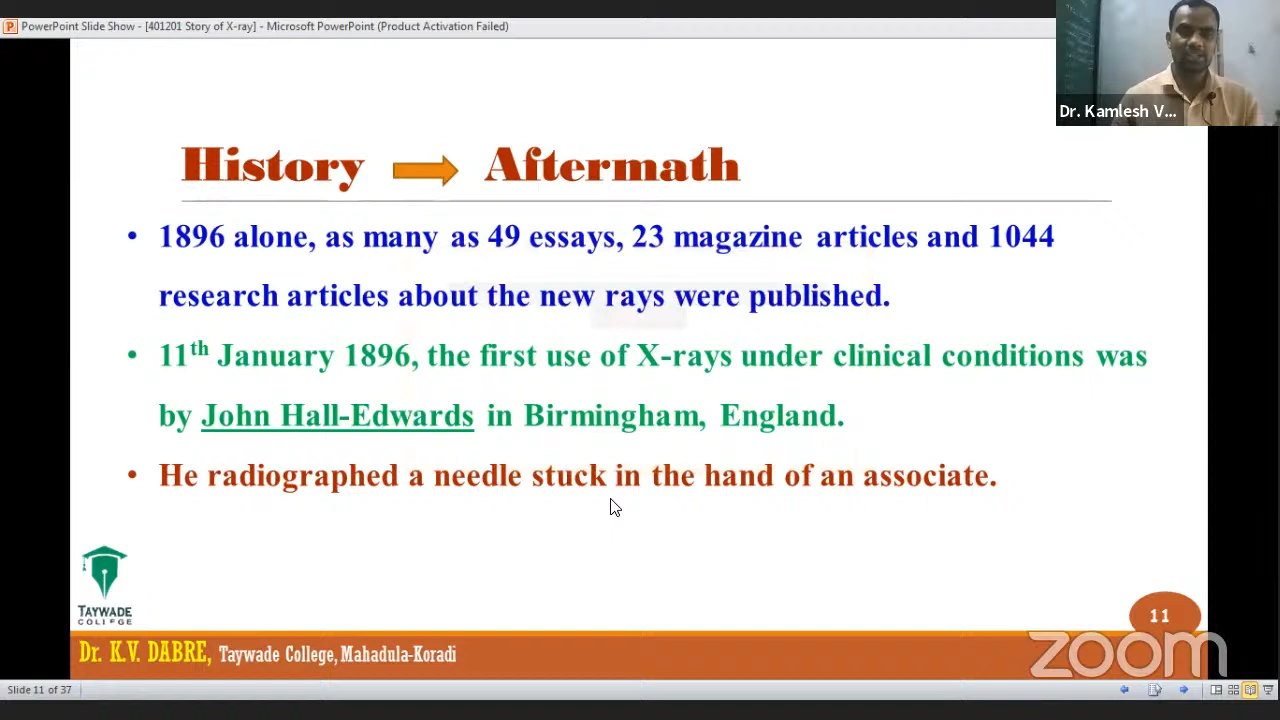 PowerPoint Slide Show - [401201 Story of X-ray] - Microsoft PowerPoint (Product Activation Failed)
Dr. Kamlesh V...
History Aftermath
• 1896 alone, as many as 49 essays, 23 magazine articles and 1044
research articles about the new rays were published.
• 11th January 1896, the first use of X-rays under clinical conditions was
by John Hall-Edwards in Birmingham, England.
• He radiographed a needle stuck in the hand of an associate.
TAYWADE
COLLEGE
11
Dr. K.V. DABRE, Taywade College, Mahadula-Koradi
zoom
Slide 11 of 37